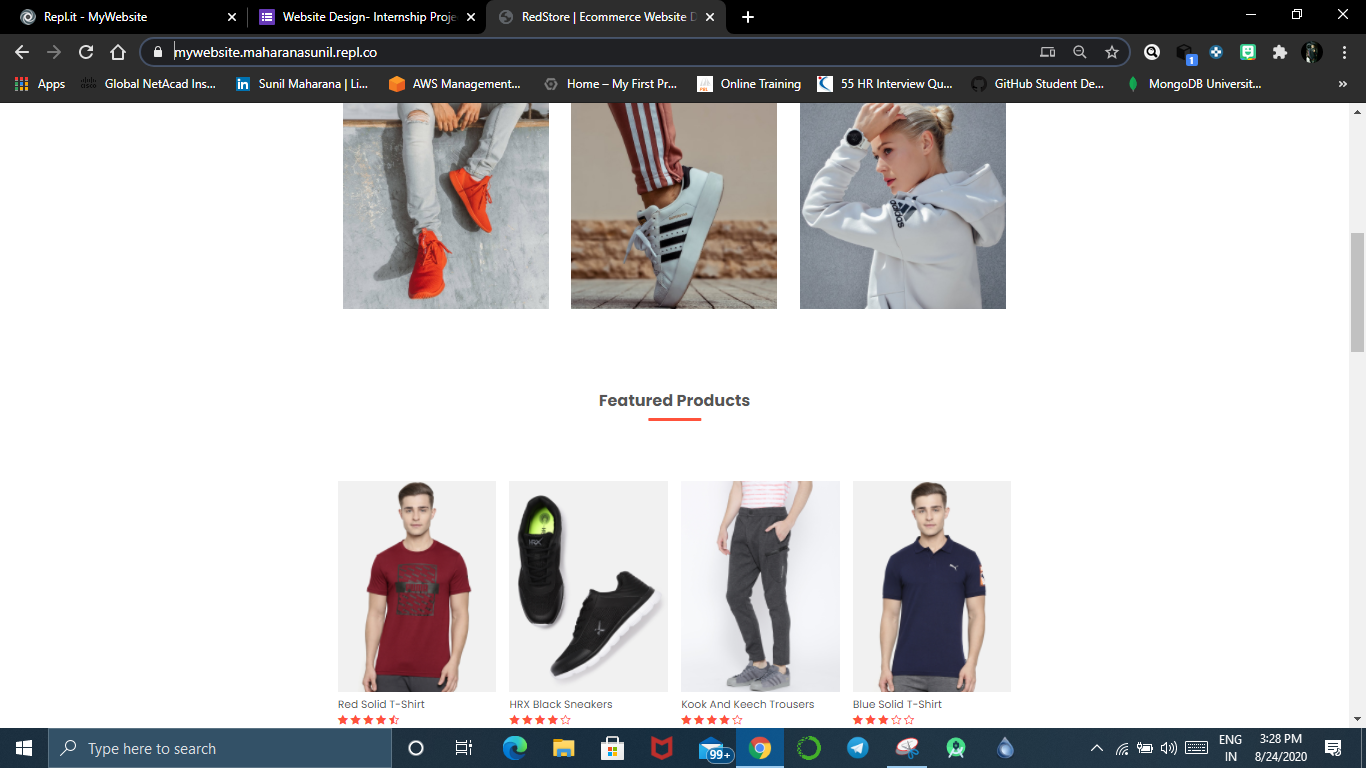 Repl.it - MyWebsite
Website Design- Internship Proje
RedStore | Ecommerce Website D
mywebsite.maharanasunil.repl.co
1
Apps
Global NetAcad Ins...
Sunil Maharana | Li...
AWS Management...
Home – My First Pr...
Online Training
55 HR Interview Qu...
GitHub Student De...
MongoDB Universit...
»
adidas
Featured Products
Red Solid T-Shirt
HRX Black Sneakers
Kook And Keech Trousers
Blue Solid T-Shirt
Type here to search
99+
ENG
IN
3:28 PM
8/24/2020